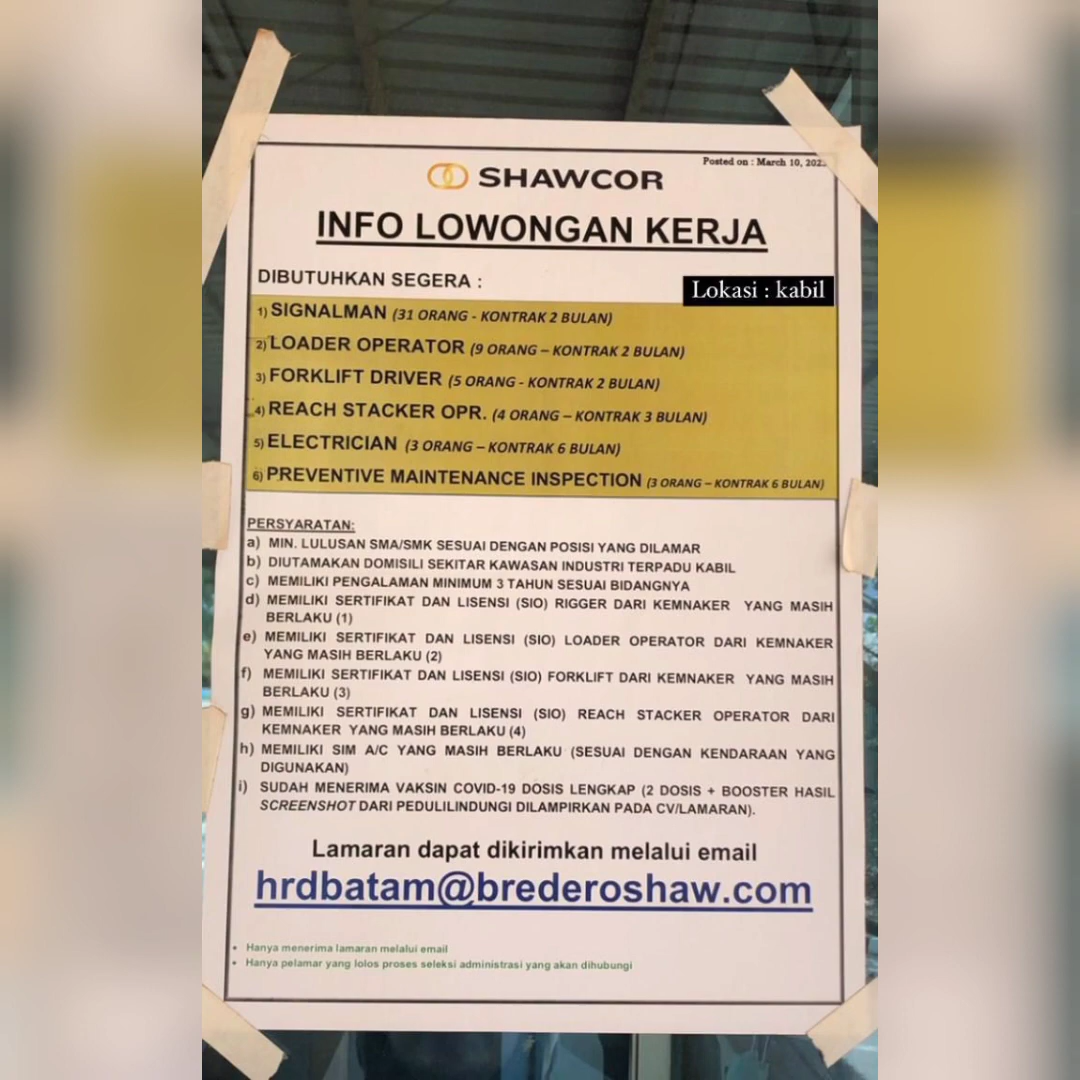 Posted on : March 10, 202
SHAWCOR
INFO LOWONGAN KERJA
DIBUTUHKAN SEGERA :
Lokasi : kabil
1) SIGNALMAN (31 ORANG - KONTRAK 2 BULAN)
2) LOADER OPERATOR (9 ORANG – KONTRAK 2 BULAN)
3) FORKLIFT DRIVER (5 ORANG - KONTRAK 2 BULAN)
4) REACH STACKER OPR. (4 ORANG – KONTRAK 3 BULAN)
5) ELECTRICIAN (3 ORANG – KONTRAK 6 BULAN)
6) PREVENTIVE MAINTENANCE INSPECTION (3 ORANG – KONTRAK 6 BULAN)
PERSYARATAN:
a) MIN. LULUSAN SMA/SMK SESUAI DENGAN POSISI YANG DILAMAR
b) DIUTAMAKAN DOMISILI SEKITAR KAWASAN INDUSTRI TERPADU KABIL
c) MEMILIKI PENGALAMAN MINIMUM 3 TAHUN SESUAI BIDANGNYA
d) MEMILIKI SERTIFIKAT DAN LISENSI (SIO) RIGGER DARI KEMNAKER YANG MASIH
BERLAKU (1)
e) MEMILIKI SERTIFIKAT DAN LISENSI (SIO) LOADER OPERATOR DARI KEMNAKER
YANG MASIH BERLAKU (2)
f) MEMILIKI SERTIFIKAT DAN LISENSI (SIO) FORKLIFT DARI KEMNAKER YANG MASIH
BERLAKU (3)
g) MEMILIKI SERTIFIKAT DAN LISENSI (SIO) REACH STACKER OPERATOR DARI
KEMNAKER YANG MASIH BERLAKU (4)
h) MEMILIKI SIM A/C YANG MASIH BERLAKU (SESUAI DENGAN KENDARAAN YANG
DIGUNAKAN)
i) SUDAH MENERIMA VAKSIN COVID-19 DOSIS LENGKAP (2 DOSIS + BOOSTER HASIL
SCREENSHOT DARI PEDULILINDUNGI DILAMPIRKAN PADA CV/LAMARAN).
Lamaran dapat dikirimkan melalui email
hrdbatam@brederoshaw.com
• Hanya menerima lamaran melalui email
• Hanya pelamar yang lolos proses seleksi administrasi yang akan dihubungi